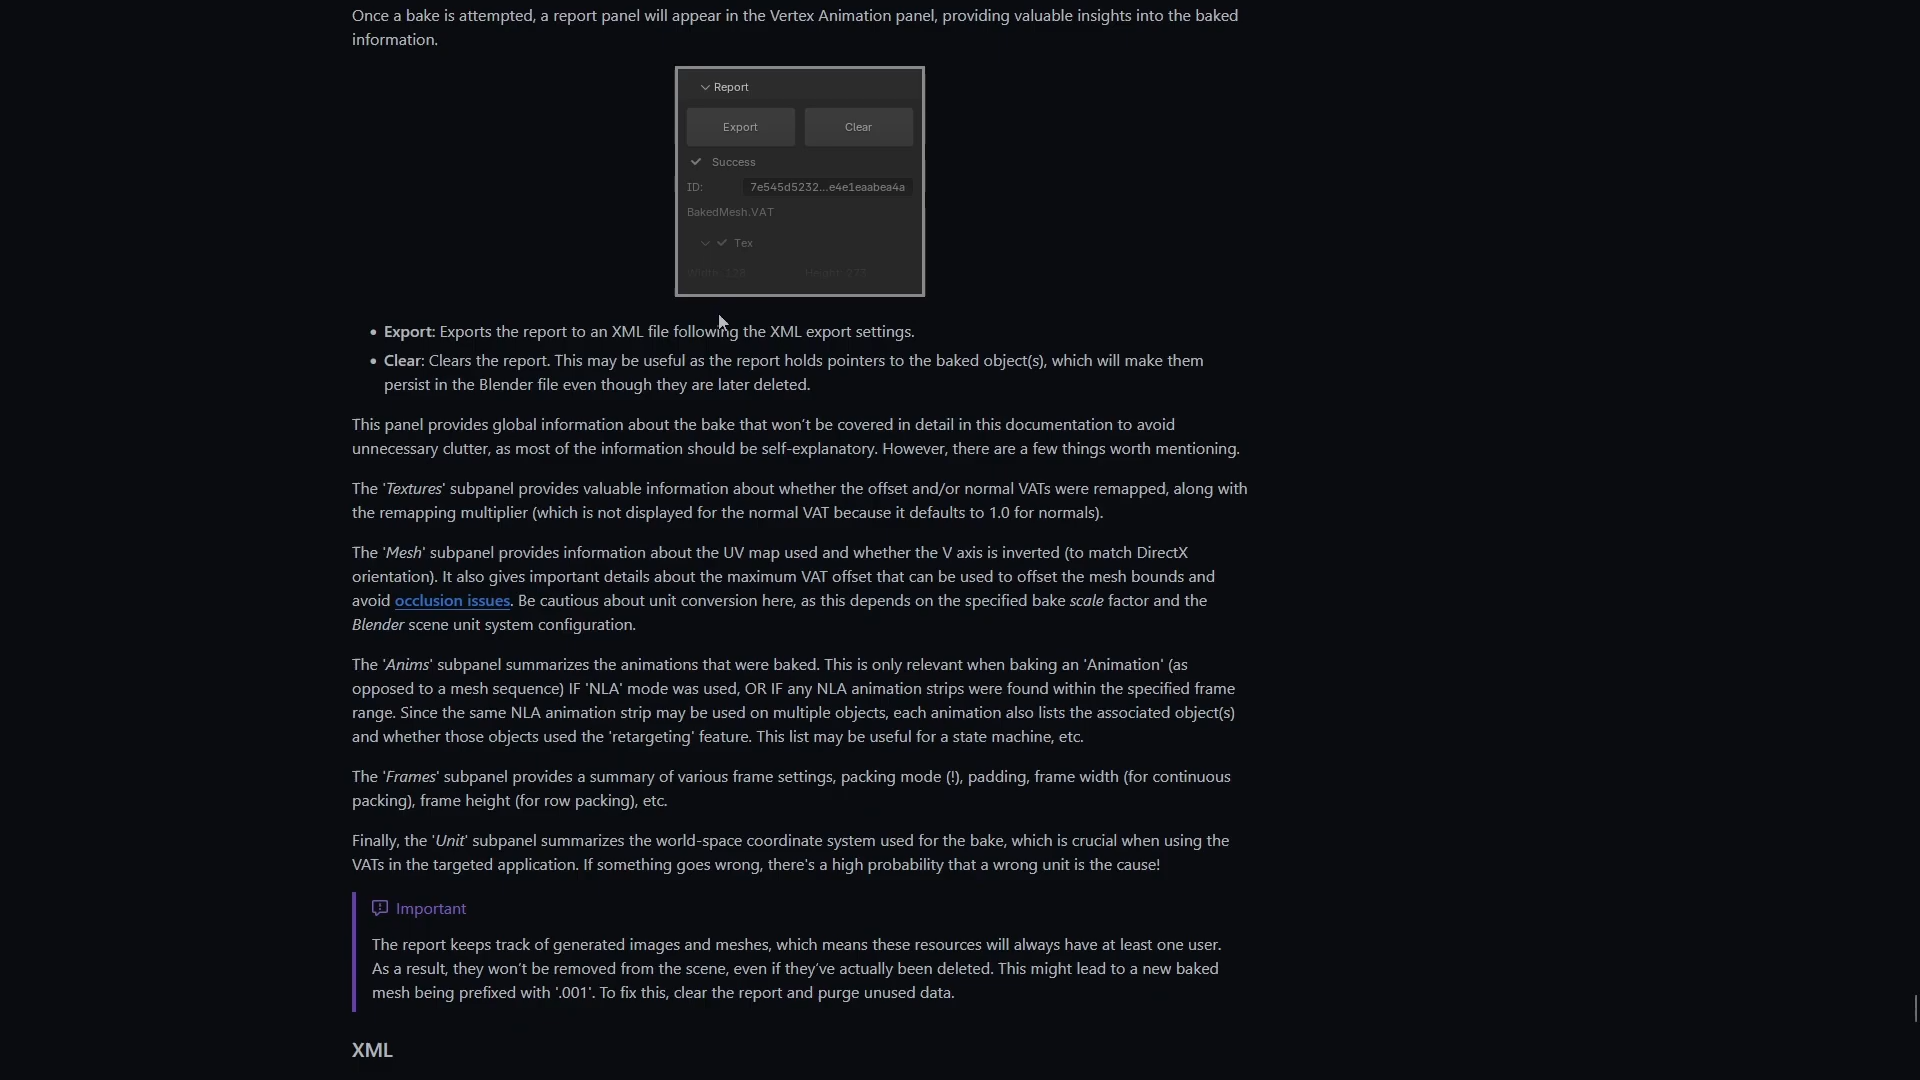 Once a bake is attempted, a report panel will appear in the Vertex Animation panel, providing valuable insights into the baked
information.
Report
Export Clear
Success
ID: 7e545d5232...e4e1eaabea4a
BakedMesh.VAT
Tex
Width: 128 Height: 273
• Export: Exports the report to an XML file following the XML export settings.
• Clear: Clears the report. This may be useful as the report holds pointers to the baked object(s), which will make them
persist in the Blender file even though they are later deleted.
This panel provides global information about the bake that won't be covered in detail in this documentation to avoid
unnecessary clutter, as most of the information should be self-explanatory. However, there are a few things worth mentioning.
The 'Textures' subpanel provides valuable information about whether the offset and/or normal VATs were remapped, along with
the remapping multiplier (which is not displayed for the normal VAT because it defaults to 1.0 for normals).
The 'Mesh' subpanel provides information about the UV map used and whether the V axis is inverted (to match DirectX
orientation). It also gives important details about the maximum VAT offset that can be used to offset the mesh bounds and
avoid occlusion issues. Be cautious about unit conversion here, as this depends on the specified bake scale factor and the
Blender scene unit system configuration.
The 'Anims' subpanel summarizes the animations that were baked. This is only relevant when baking an 'Animation' (as
opposed to a mesh sequence) IF 'NLA' mode was used, OR IF any NLA animation strips were found within the specified frame
range. Since the same NLA animation strip may be used on multiple objects, each animation also lists the associated object(s)
and whether those objects used the 'retargeting' feature. This list may be useful for a state machine, etc.
The 'Frames' subpanel provides a summary of various frame settings, packing mode (!), padding, frame width (for continuous
packing), frame height (for row packing), etc.
Finally, the 'Unit' subpanel summarizes the world-space coordinate system used for the bake, which is crucial when using the
VATs in the targeted application. If something goes wrong, there's a high probability that a wrong unit is the cause!
Important
The report keeps track of generated images and meshes, which means these resources will always have at least one user.
As a result, they won't be removed from the scene, even if they've actually been deleted. This might lead to a new baked
mesh being prefixed with '.001'. To fix this, clear the report and purge unused data.
XML